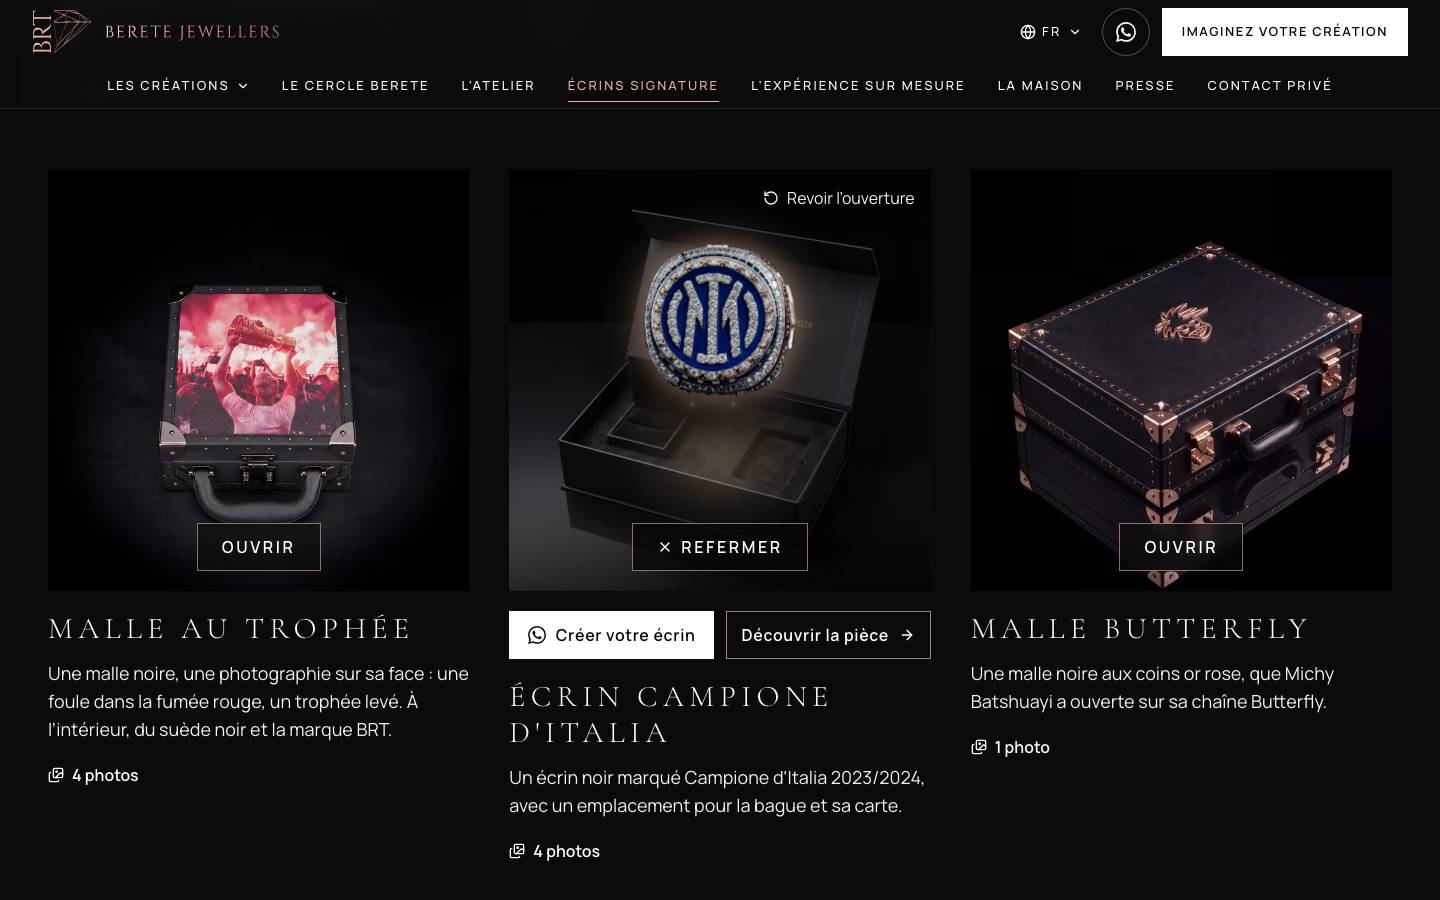 BRT BERETE JEWELLERS
FR
IMAGINEZ VOTRE CRÉATION
LES CRÉATIONS
LE CERCLE BERETE
L'ATELIER
ÉCRINS SIGNATURE
L'EXPÉRIENCE SUR MESURE
LA MAISON
PRESSE
CONTACT PRIVÉ
Revoir l'ouverture
OUVRIR
REFERMER
OUVRIR
MALLE AU TROPHÉE
Une malle noire, une photographie sur sa face : une
foule dans la fumée rouge, un trophée levé. À
l'intérieur, du suède noir et la marque BRT.
4 photos
Créer votre écrin
Découvrir la pièce
ÉCRIN CAMPIONE
D'ITALIA
Un écrin noir marqué Campione d'Italia 2023/2024,
avec un emplacement pour la bague et sa carte.
4 photos
MALLE BUTTERFLY
Une malle noire aux coins or rose, que Michy
Batshuayi a ouverte sur sa chaîne Butterfly.
1 photo